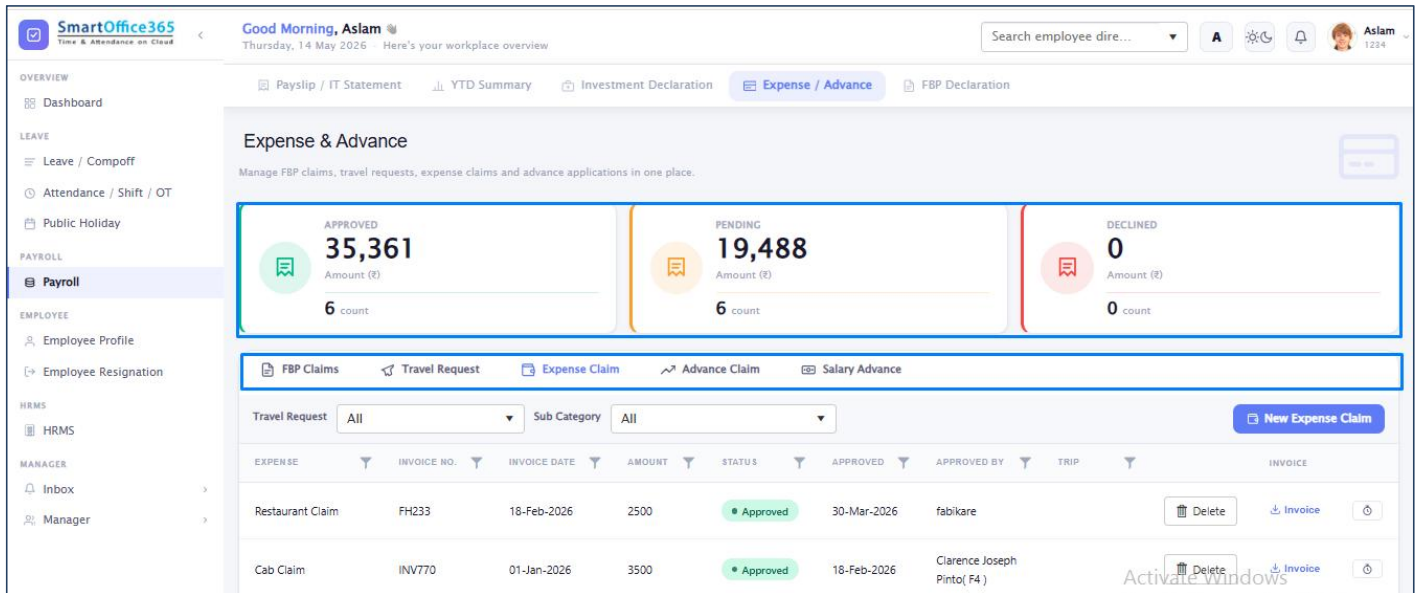 SmartOffice365
Time & Attendance on Cloud
Good Morning, Aslam
Thursday, 14 May 2026 · Here's your workplace overview
Search employee dire...
A
Aslam
1234
OVERVIEW
Dashboard
LEAVE
Leave / Compoff
Attendance / Shift / OT
Public Holiday
PAYROLL
Payroll
EMPLOYEE
Employee Profile
Employee Resignation
HRMS
HRMS
MANAGER
Inbox
Manager
Payslip / IT Statement YTD Summary Investment Declaration Expense / Advance FBP Declaration
Expense & Advance
Manage FBP claims, travel requests, expense claims and advance applications in one place.
APPROVED
35,361
Amount (₹)
6 count
PENDING
19,488
Amount (₹)
6 count
DECLINED
0
Amount (₹)
0 count
FBP Claims Travel Request Expense Claim Advance Claim Salary Advance
Travel Request All Sub Category All New Expense Claim
EXPENSE INVOICE NO. INVOICE DATE AMOUNT STATUS APPROVED APPROVED BY TRIP INVOICE
Restaurant Claim FH233 18-Feb-2026 2500 Approved 30-Mar-2026 fabikare Delete Invoice
Cab Claim INV770 01-Jan-2026 3500 Approved 18-Feb-2026 Clarence Joseph Delete Invoice
Pinto( F4 )
Activate Windows